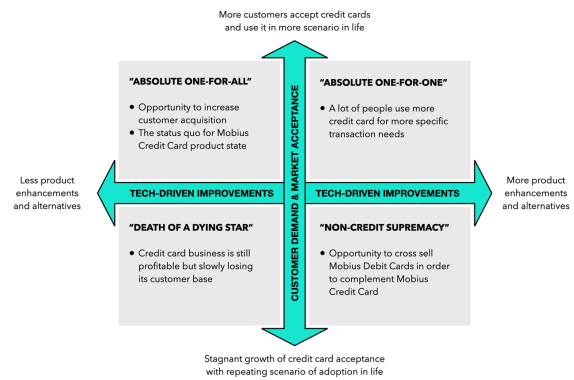 More customers accept credit cards
and use it in more scenario in life
"ABSOLUTE ONE-FOR-ALL"
• Opportunity to increase
customer acquisition
• The status quo for Mobius
Credit Card product state
"ABSOLUTE ONE-FOR-ONE"
• A lot of people use more
credit card for more specific
transaction needs
CUSTOMER DEMAND & MARKET ACCEPTANCE
Less product
enhancements
and alternatives
TECH-DRIVEN IMPROVEMENTS
TECH-DRIVEN IMPROVEMENTS
More product
enhancements
and alternatives
"DEATH OF A DYING STAR"
• Credit card business is still
profitable but slowly losing
its customer base
"NON-CREDIT SUPREMACY"
• Opportunity to cross sell
Mobius Debit Cards in order
to complement Mobius
Credit Card
Stagnant growth of credit card acceptance
with repeating scenario of adoption in life